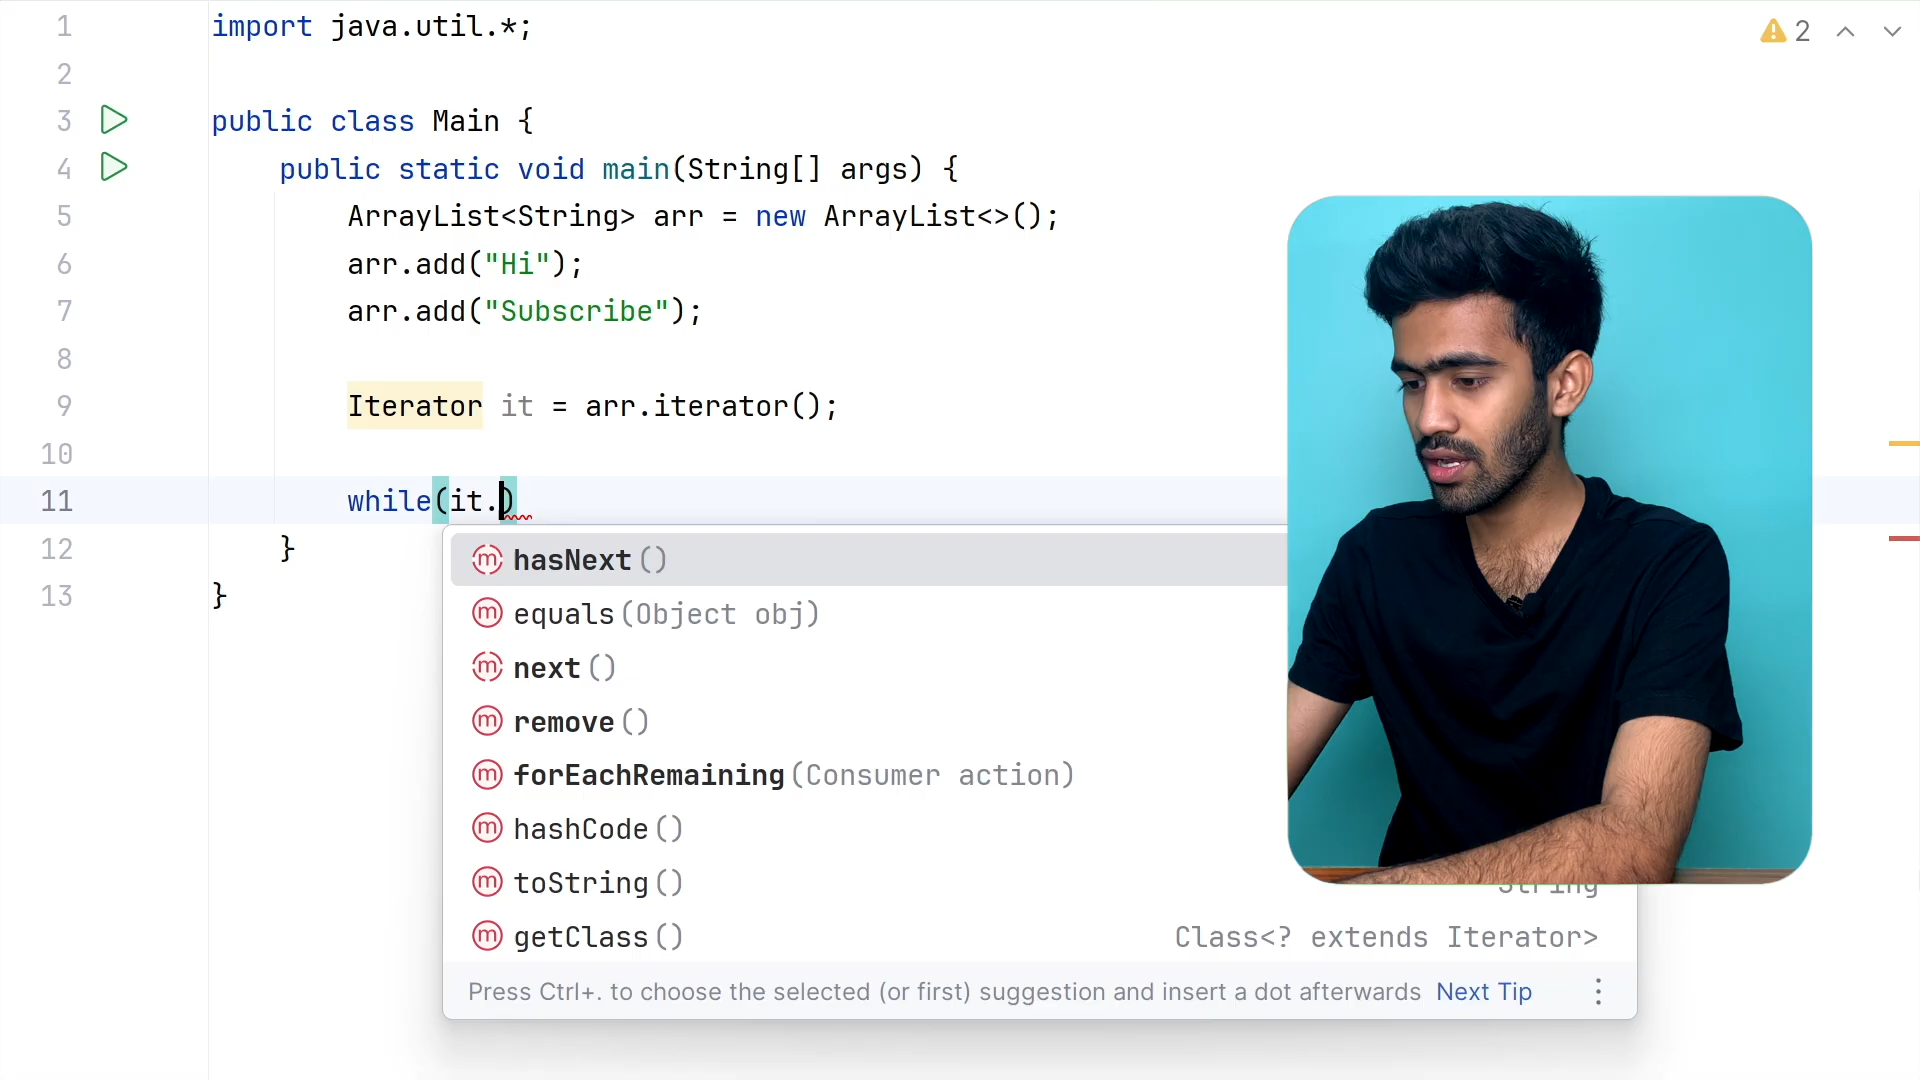 1 import java.util.*;
2
3 public class Main {
4 public static void main(String[] args) {
5 ArrayList<String> arr = new ArrayList<>();
6 arr.add("Hi");
7 arr.add("Subscribe");
8
9 Iterator it = arr.iterator();
10
11 while(it.)
12 }
13 }
2
m hasNext()
m equals(Object obj)
m next()
m remove()
m forEachRemaining(Consumer action)
m hashCode()
m toString() String
m getClass() Class<? extends Iterator>
Press Ctrl+. to choose the selected (or first) suggestion and insert a dot afterwards Next Tip